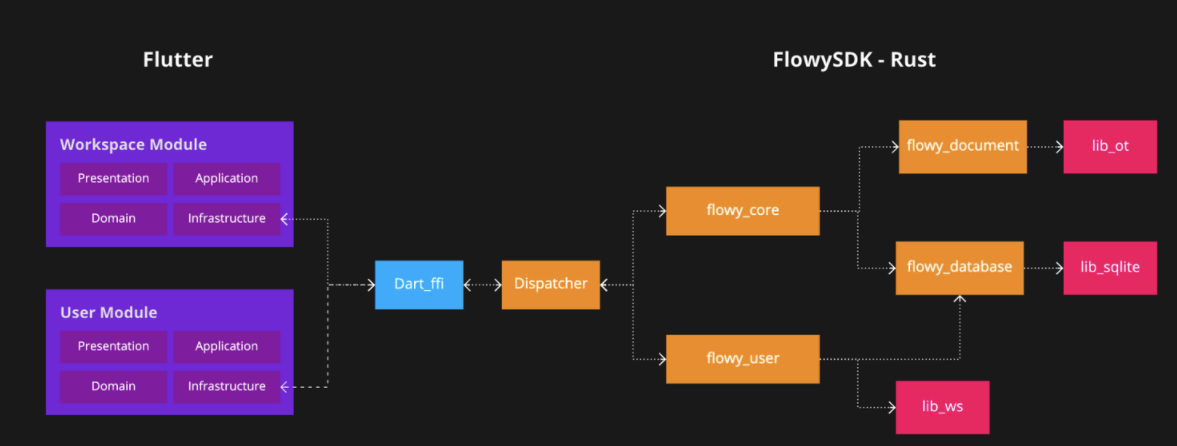 Flutter
FlowySDK - Rust
Workspace Module
Presentation
Application
Domain
Infrastructure
User Module
Presentation
Application
Domain
Infrastructure
Dart_ffi
Dispatcher
flowy_core
flowy_user
flowy_document
lib_ot
flowy_database
lib_sqlite
lib_ws